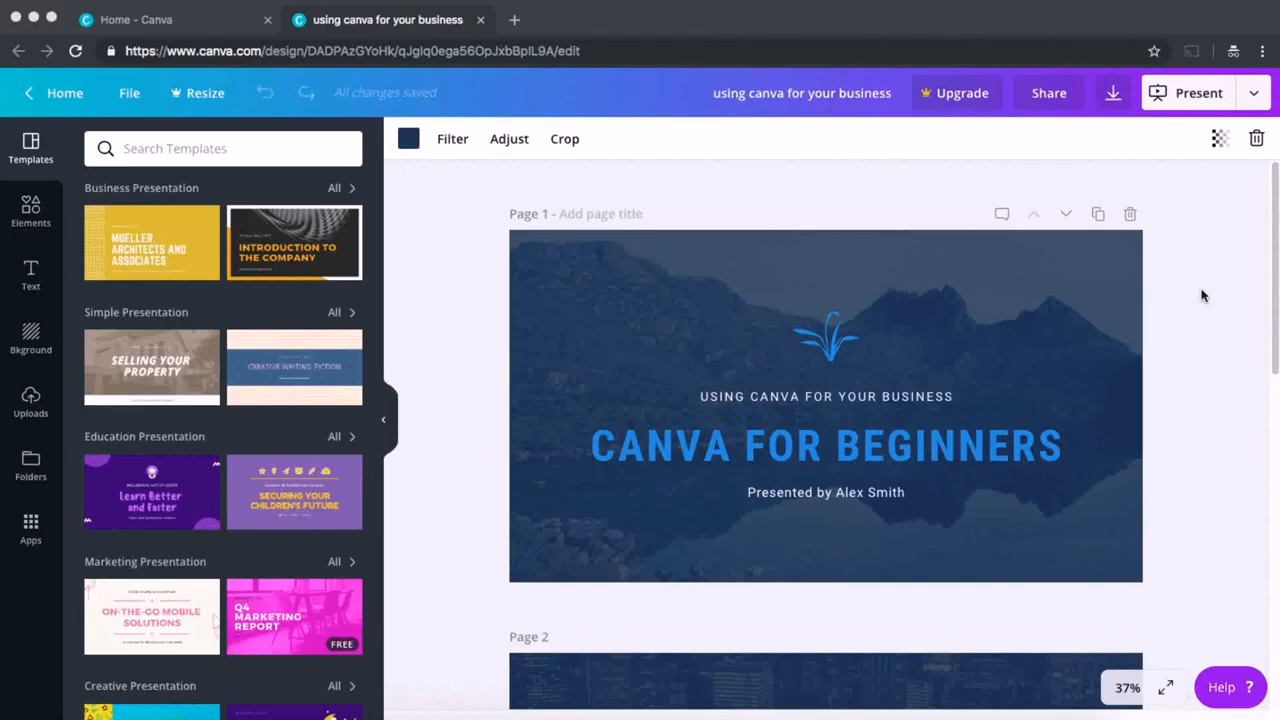 Home - Canva
using canva for your business
https://www.canva.com/design/DADPAzGYoHk/qJgIq0ega56OpJxbBpIL9A/edit
Home
File
Resize
All changes saved
using canva for your business
Upgrade
Share
Present
Templates
Elements
Text
Bkground
Uploads
Folders
Apps
Search Templates
Business Presentation
All
MUELLER
ARCHITECTS AND
ASSOCIATES
INTRODUCTION TO
THE COMPANY
Simple Presentation
All
SELLING YOUR
PROPERTY
CREATIVE WRITING: FICTION
Education Presentation
All
Learn Better
and Faster
SECURING YOUR
CHILDREN'S FUTURE
Marketing Presentation
All
ON-THE-GO MOBILE
SOLUTIONS
Q4
MARKETING
REPORT
FREE
Creative Presentation
All
Filter
Adjust
Crop
Page 1 - Add page title
USING CANVA FOR YOUR BUSINESS
CANVA FOR BEGINNERS
Presented by Alex Smith
Page 2
37%
Help ?